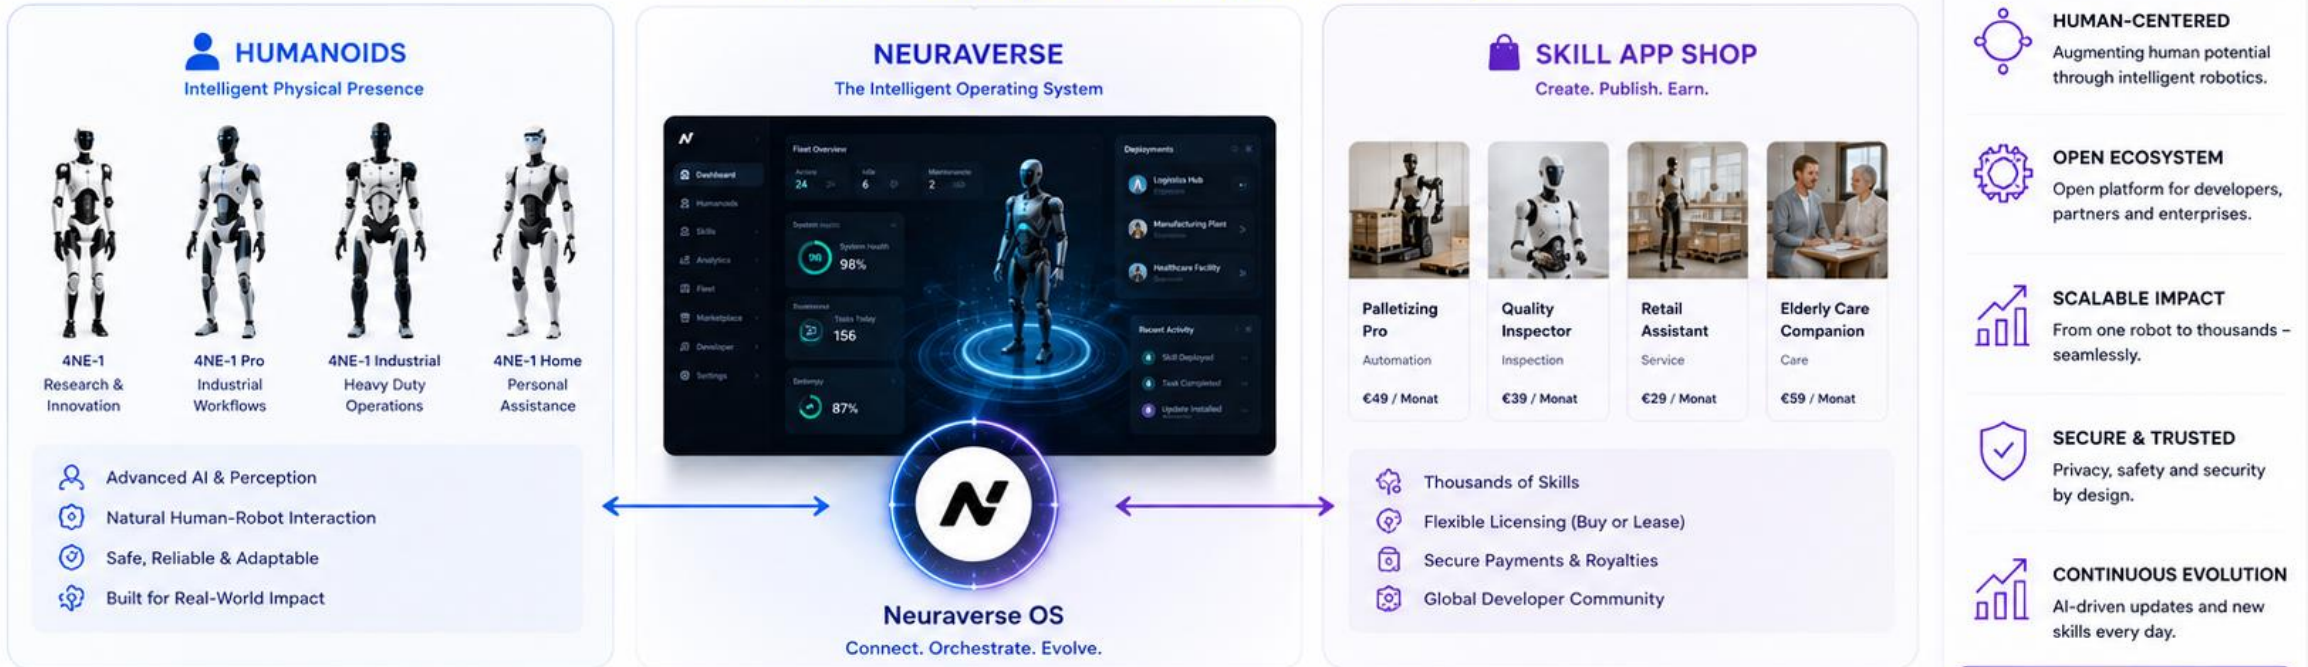 HUMANOIDS
Intelligent Physical Presence
4NE-1
Research &
Innovation
4NE-1 Pro
Industrial
Workflows
4NE-1 Industrial
Heavy Duty
Operations
4NE-1 Home
Personal
Assistance
Advanced AI & Perception
Natural Human-Robot Interaction
Safe, Reliable & Adaptable
Built for Real-World Impact
NEURAVERSE
The Intelligent Operating System
Dashboard
Humanoids
Skills
Analytics
Fleet
Marketplace
Developer
Settings
Fleet Overview
24
6
2
System Health
98%
Tasks Today
156
87%
Deployments
Logistics Hub
Manufacturing Plant
Healthcare Facility
Recent Activity
Skill Deployed
Task Completed
Update Installed
Neuraverse OS
Connect. Orchestrate. Evolve.
SKILL APP SHOP
Create. Publish. Earn.
Palletizing
Pro
Automation
€49 / Monat
Quality
Inspector
Inspection
€39 / Monat
Retail
Assistant
Service
€29 / Monat
Elderly Care
Companion
Care
€59 / Monat
Thousands of Skills
Flexible Licensing (Buy or Lease)
Secure Payments & Royalties
Global Developer Community
HUMAN-CENTERED
Augmenting human potential
through intelligent robotics.
OPEN ECOSYSTEM
Open platform for developers,
partners and enterprises.
SCALABLE IMPACT
From one robot to thousands –
seamlessly.
SECURE & TRUSTED
Privacy, safety and security
by design.
CONTINUOUS EVOLUTION
AI-driven updates and new
skills every day.